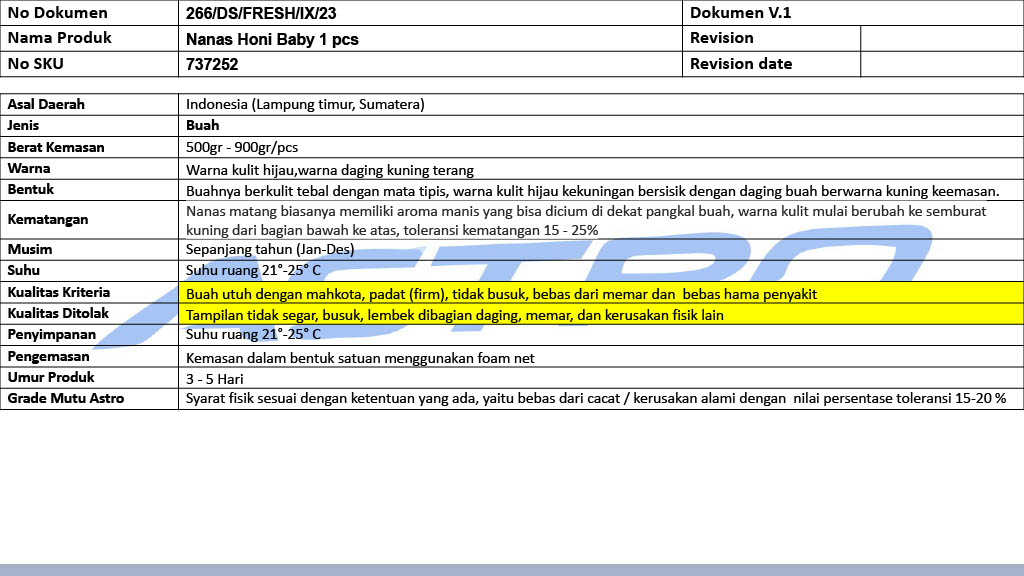 No Dokumen 266/DS/FRESH/IX/23 Dokumen V.1
Nama Produk Nanas Honi Baby 1 pcs Revision
No SKU 737252 Revision date
Asal Daerah Indonesia (Lampung timur, Sumatera)
Jenis Buah
Berat Kemasan 500gr - 900gr/pcs
Warna Warna kulit hijau,warna daging kuning terang
Bentuk Buahnya berkulit tebal dengan mata tipis, warna kulit hijau kekuningan bersisik dengan daging buah berwarna kuning keemasan.
Kematangan Nanas matang biasanya memiliki aroma manis yang bisa dicium di dekat pangkal buah, warna kulit mulai berubah ke semburat
kuning dari bagian bawah ke atas, toleransi kematangan 15 - 25%
Musim Sepanjang tahun (Jan-Des)
Suhu Suhu ruang 21°-25° C
Kualitas Kriteria Buah utuh dengan mahkota, padat (firm), tidak busuk, bebas dari memar dan  bebas hama penyakit
Kualitas Ditolak Tampilan tidak segar, busuk, lembek dibagian daging, memar, dan kerusakan fisik lain
Penyimpanan Suhu ruang 21°-25° C
Pengemasan Kemasan dalam bentuk satuan menggunakan foam net
Umur Produk 3 - 5 Hari
Grade Mutu Astro Syarat fisik sesuai dengan ketentuan yang ada, yaitu bebas dari cacat / kerusakan alami dengan  nilai persentase toleransi 15-20 %
ASTRO